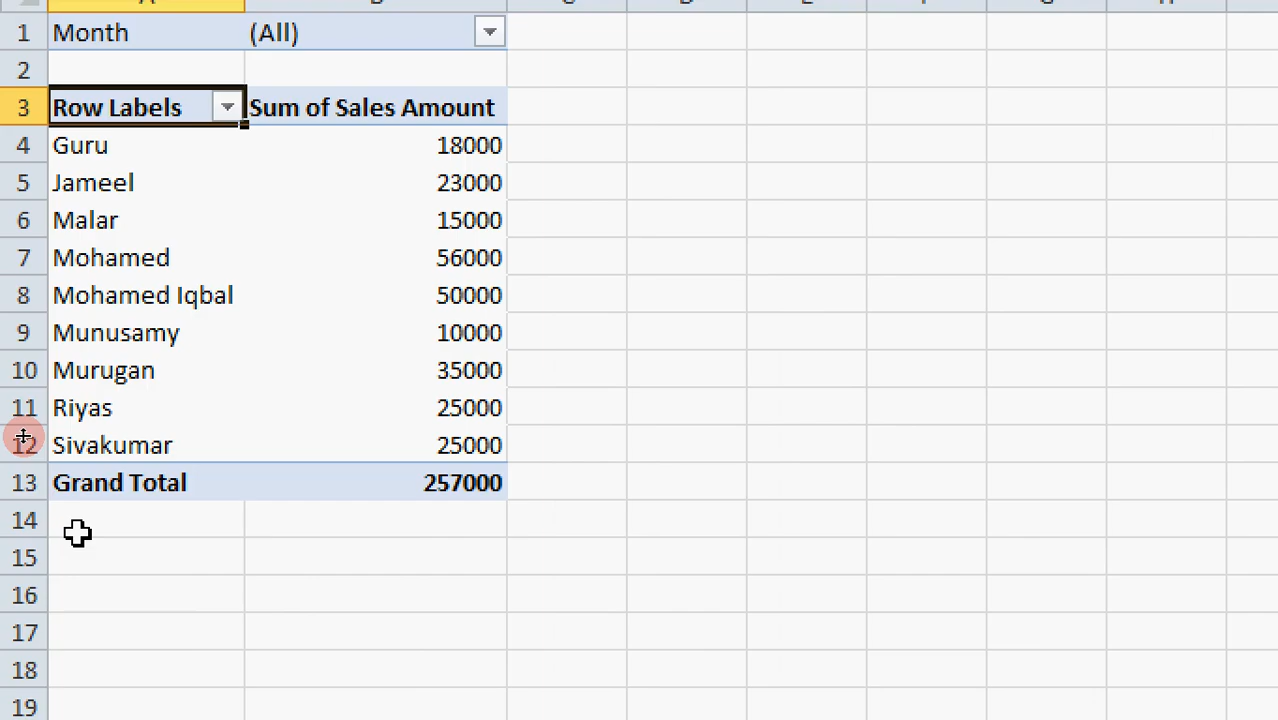 1 Month (All)
2
3 Row Labels Sum of Sales Amount
4 Guru 18000
5 Jameel 23000
6 Malar 15000
7 Mohamed 56000
8 Mohamed Iqbal 50000
9 Munusamy 10000
10 Murugan 35000
11 Riyas 25000
12 Sivakumar 25000
13 Grand Total 257000
14
15
16
17
18
19